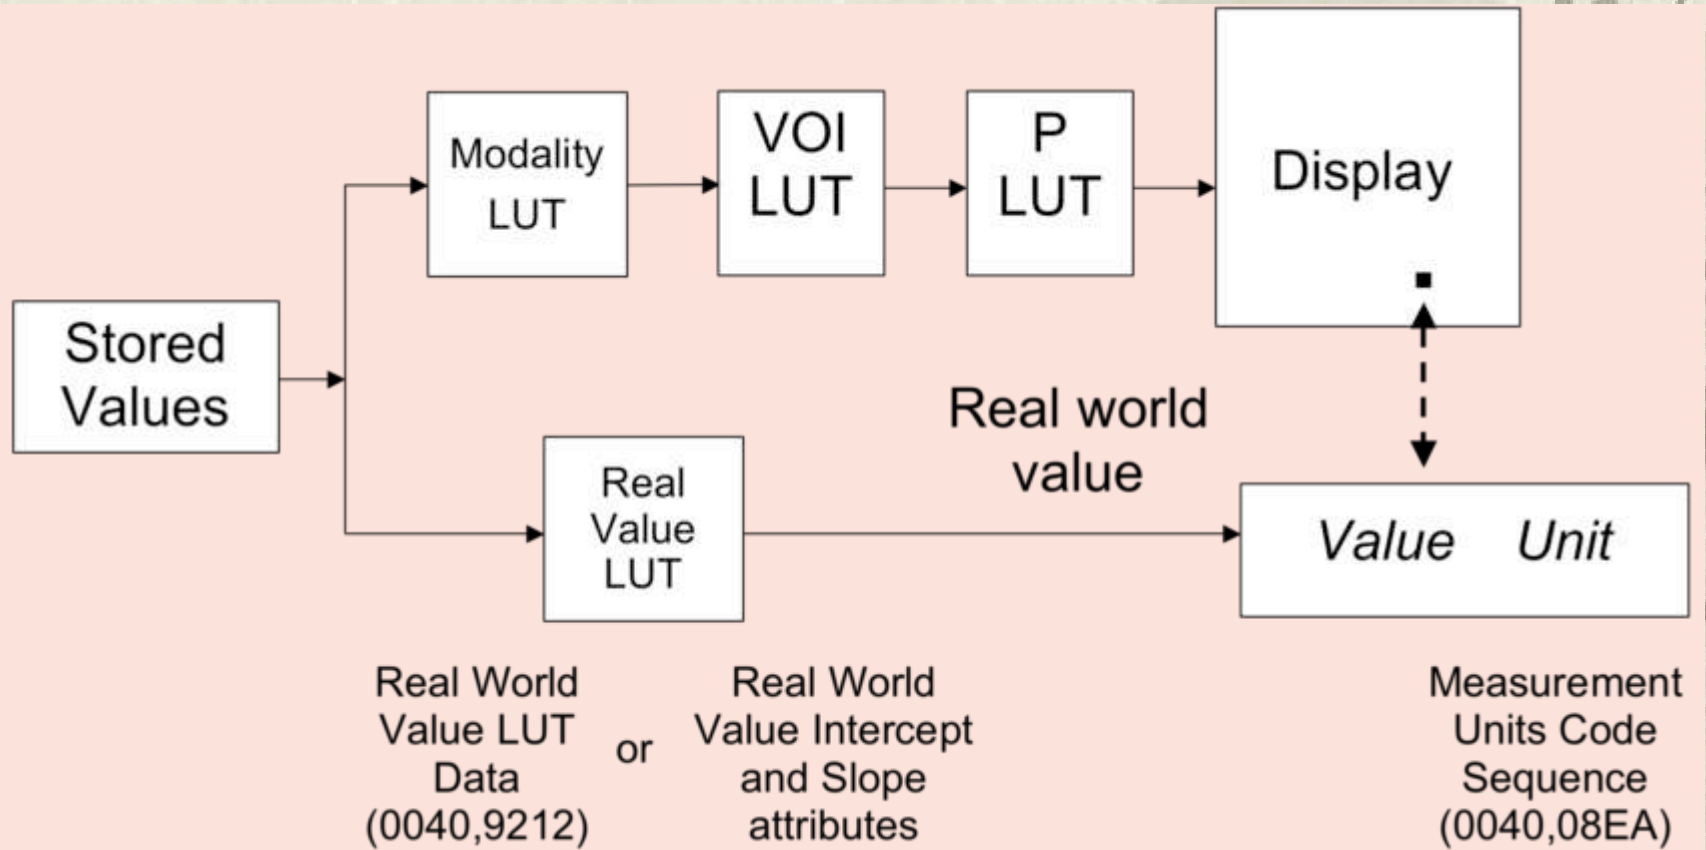 Modality
LUT
VOI
LUT
P
LUT
Display
Stored
Values
Real world
value
Real
Value
LUT
Value Unit
Real World
Value LUT
Data
(0040,9212)
or
Real World
Value Intercept
and Slope
attributes
Measurement
Units Code
Sequence
(0040,08EA)